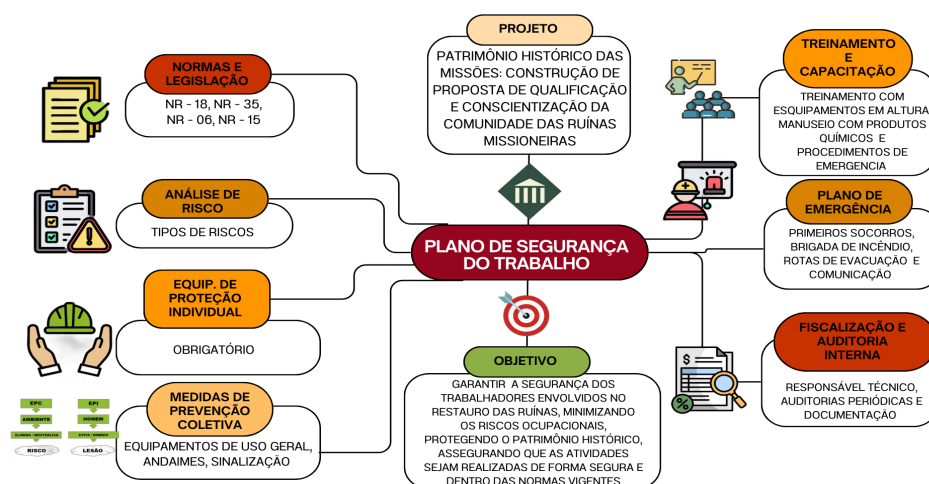 PROJETO
PATRIMÔNIO HISTÓRICO DAS
MISSÕES: CONSTRUÇÃO DE
PROPOSTA DE QUALIFICAÇÃO
E CONSCIENTIZAÇÃO DA
COMUNIDADE DAS RUÍNAS
MISSIONEIRAS
NORMAS E
LEGISLAÇÃO
NR - 18, NR - 35,
NR - 06, NR - 15
ANÁLISE DE
RISCO
TIPOS DE RISCOS
EQUIP. DE
PROTEÇÃO
INDIVIDUAL
OBRIGATÓRIO
MEDIDAS DE
PREVENÇÃO
COLETIVA
EQUIPAMENTOS DE USO GERAL,
ANDAIMES, SINALIZAÇÃO
EPC
AMBIENTE
RISCO
EPI
HOMEM
LESÃO
PLANO DE SEGURANÇA
DO TRABALHO
OBJETIVO
GARANTIR A SEGURANÇA DOS
TRABALHADORES ENVOLVIDOS NO
RESTAURO DAS RUÍNAS, MINIMIZANDO
OS RISCOS OCUPACIONAIS,
PROTEGENDO O PATRIMÔNIO HISTÓRICO,
ASSEGURANDO QUE AS ATIVIDADES
SEJAM REALIZADAS DE FORMA SEGURA E
DENTRO DAS NORMAS VIGENTES
TREINAMENTO
E
CAPACITAÇÃO
TREINAMENTO COM
ESQUIPAMENTOS EM ALTURA
MANUSEIO COM PRODUTOS
QUÍMICOS E
PROCEDIMENTOS DE
EMERGENCIA
PLANO DE
EMERGÊNCIA
PRIMEIROS SOCORROS,
BRIGADA DE INCÊNDIO,
ROTAS DE EVACUAÇÃO E
COMUNICAÇÃO
FISCALIZAÇÃO E
AUDITORIA
INTERNA
RESPONSÁVEL TÉCNICO,
AUDITORIAS PERIÓDICAS E
DOCUMENTAÇÃO
$
%